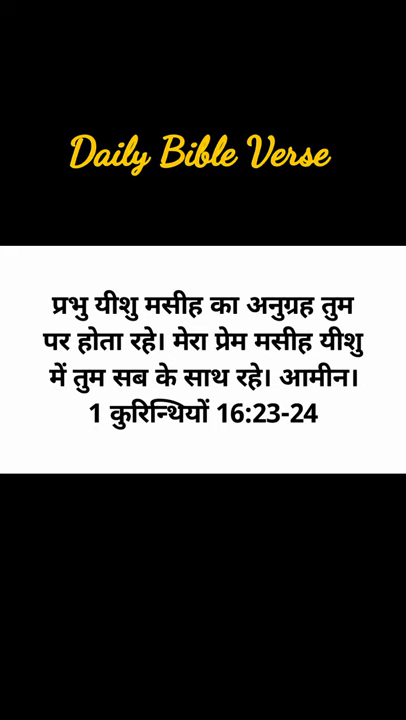 Daily Bible Verse
प्रभु यीशु मसीह का अनुग्रह तुम
पर होता रहे। मेरा प्रेम मसीह यीशु
में तुम सब के साथ रहे। आमीन।
1 कुरिन्थियों 16:23-24